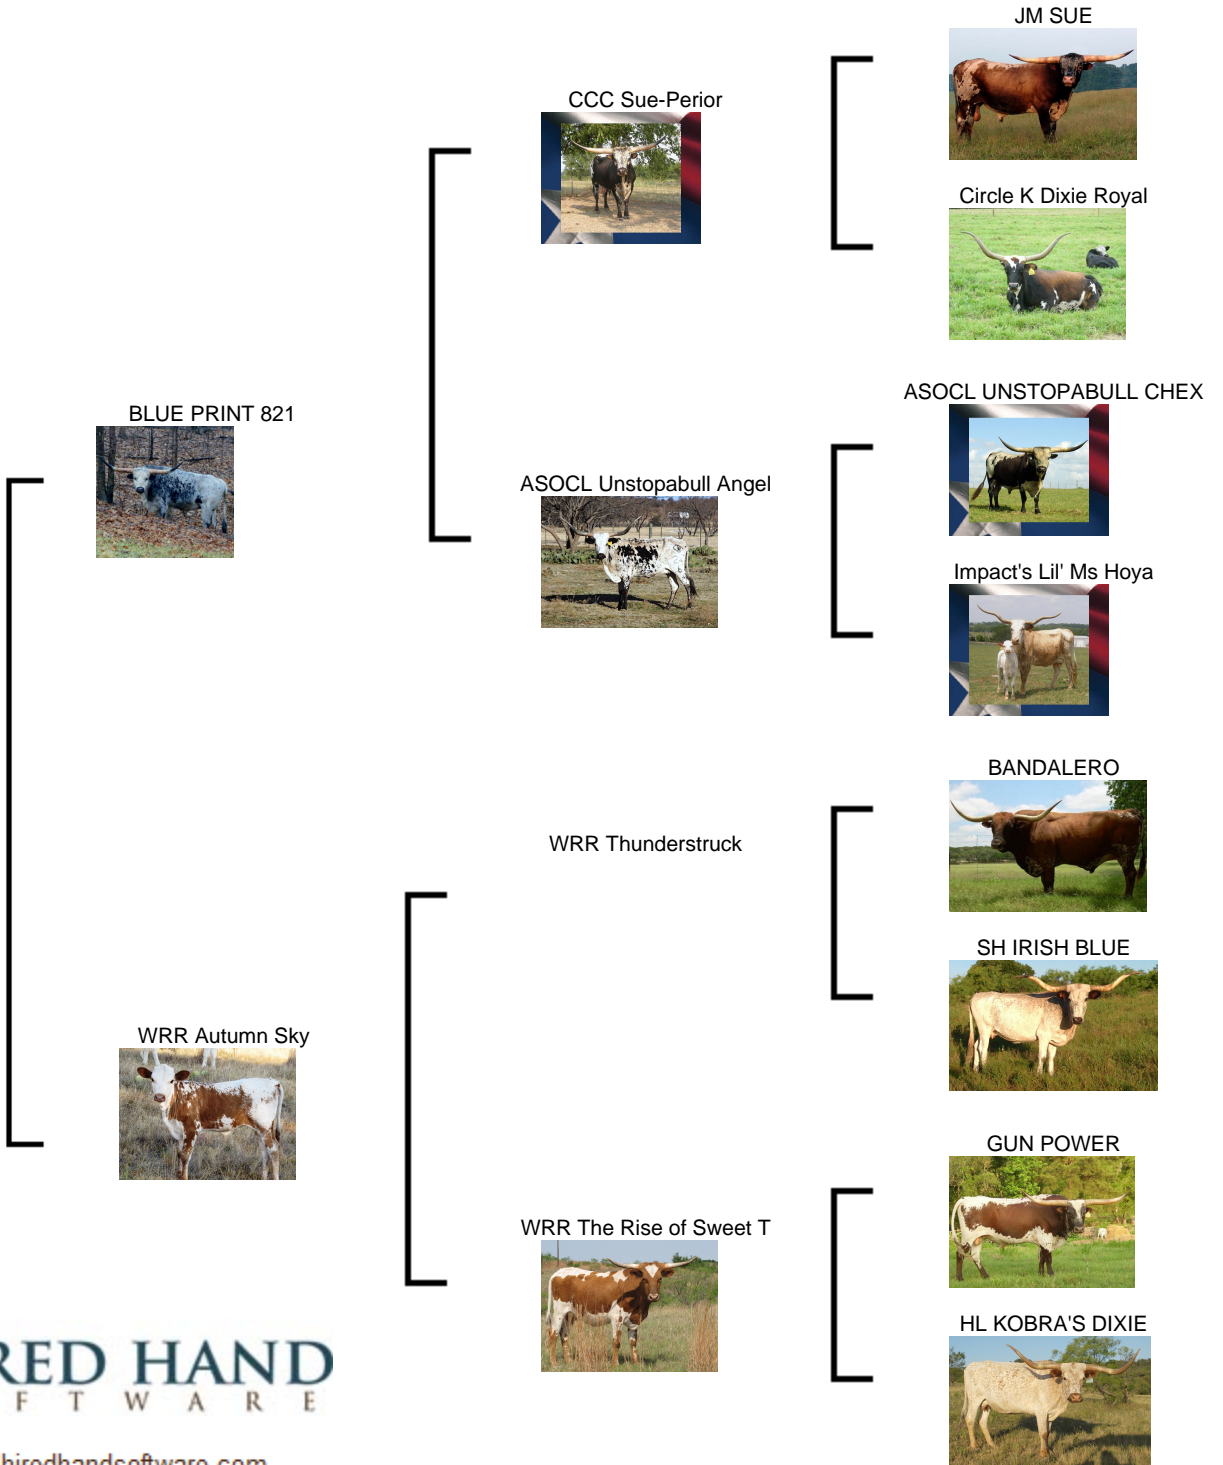 JM SUE
CCC Sue-Perior
Circle K Dixie Royal
ASOCL UNSTOPABULL CHEX
BLUE PRINT 821
ASOCL Unstopabull Angel
Impact's Lil' Ms Hoya
BANDALERO
WRR Thunderstruck
SH IRISH BLUE
WRR Autumn Sky
GUN POWER
WRR The Rise of Sweet T
HL KOBRA'S DIXIE
RED HAND
F T W A R E
hiredhandsoftware.com